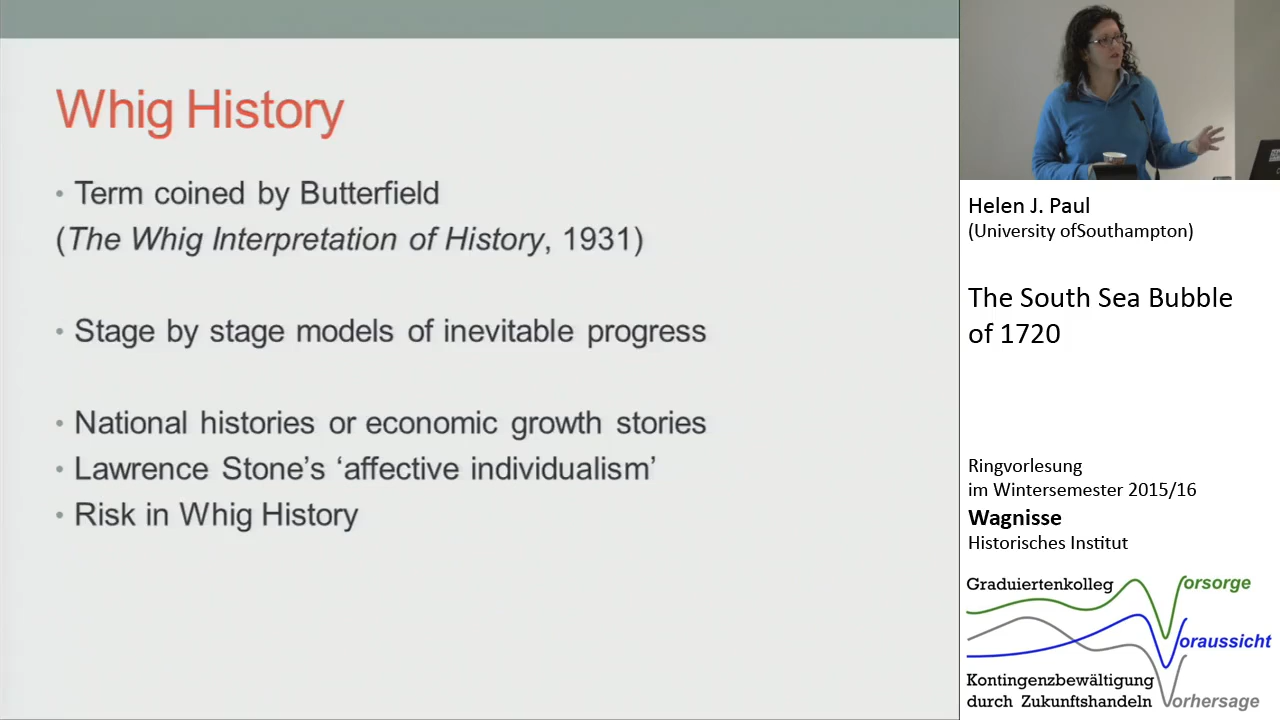 Whig History
• Term coined by Butterfield
(The Whig Interpretation of History, 1931)
• Stage by stage models of inevitable progress
• National histories or economic growth stories
• Lawrence Stone’s ‘affective individualism’
• Risk in Whig History
Helen J. Paul
(University ofSouthampton)
The South Sea Bubble
of 1720
Ringvorlesung
im Wintersemester 2015/16
Wagnisse
Historisches Institut
Graduiertenkolleg
Vorsorge
Voraussicht
Kontingenzbewältigung
durch Zukunftshandeln
Vorhersage